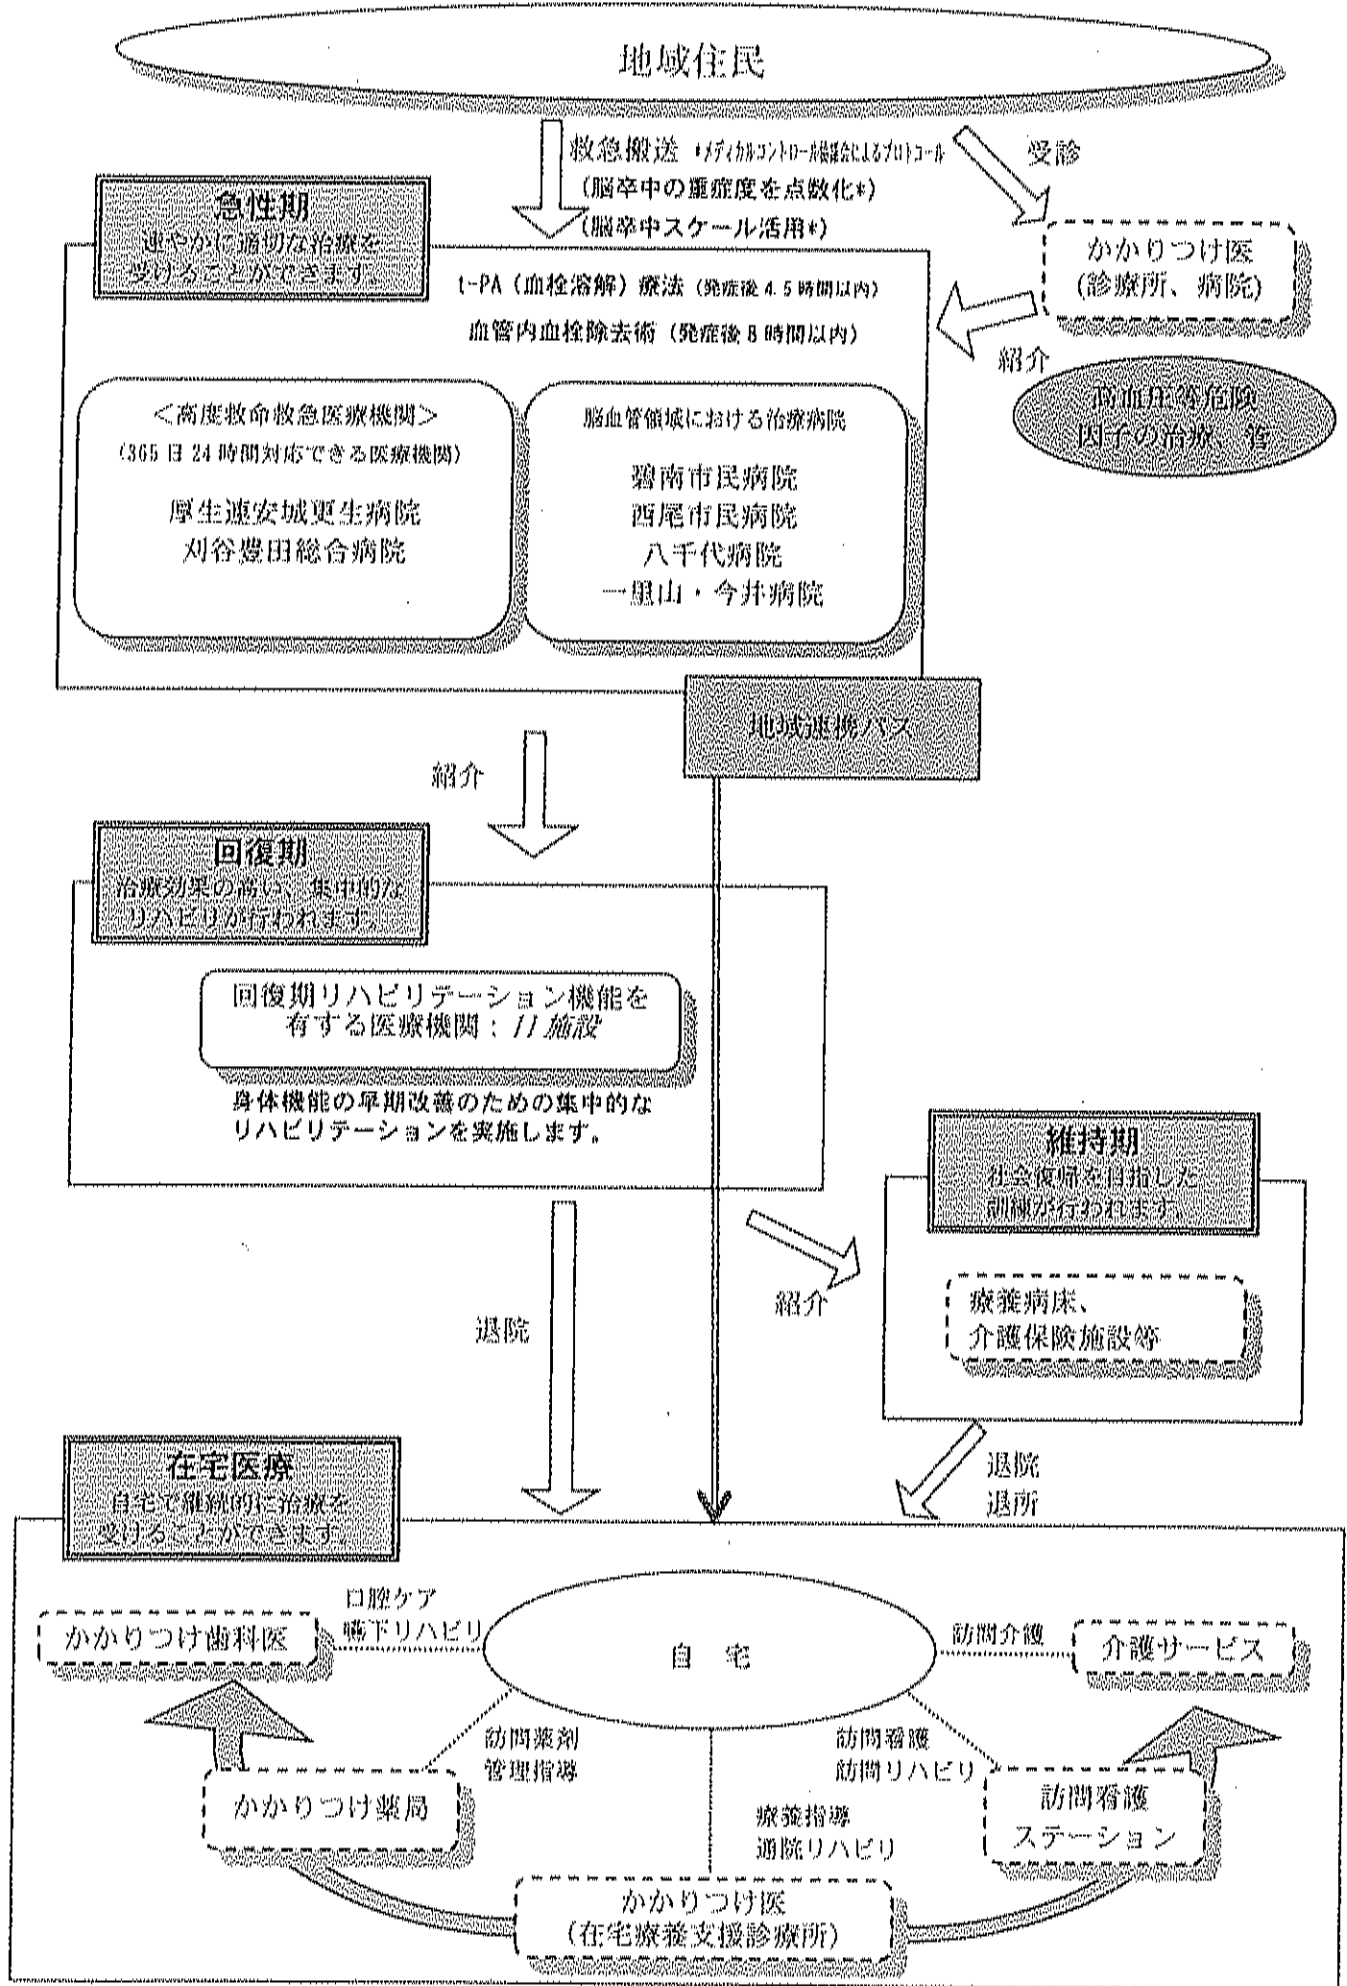 地域住民
救急搬送 *メディカルコントロール協議会によるプロトコール
(脳卒中の重症度を点数化*)
(脳卒中スケール活用*)
受診
急性期
速やかに適切な治療を
受けることができます。
かかりつけ医
(診療所、病院)
t-PA (血栓溶解) 療法 (発症後 4.5 時間以内)
血管内血栓除去術 (発症後 8 時間以内)
紹介
高血圧等危険
因子の治療、管
<高度救命救急医療機関>
(365 日 24 時間対応できる医療機関)
厚生連安城更生病院
刈谷豊田総合病院
脳血管領域における治療病院
碧南市民病院
西尾市民病院
八千代病院
一里山・今井病院
地域連携パス
紹介
回復期
治療効果の高い、集中的な
リハビリが行われます。
回復期リハビリテーション機能を
有する医療機関:11施設
身体機能の早期改善のための集中的な
リハビリテーションを実施します。
維持期
社会復帰を目指した
訓練が行われます。
紹介
療養病床、
介護保険施設等
退院
退院
退所
在宅医療
自宅で継続的に治療を
受けることができます。
口腔ケア
嚥下リハビリ
かかりつけ歯科医
自 宅
訪問介護
介護サービス
訪問薬剤
管理指導
訪問看護
訪問リハビリ
かかりつけ薬局
療養指導
通院リハビリ
訪問看護
ステーション
かかりつけ医
(在宅療養支援診療所)